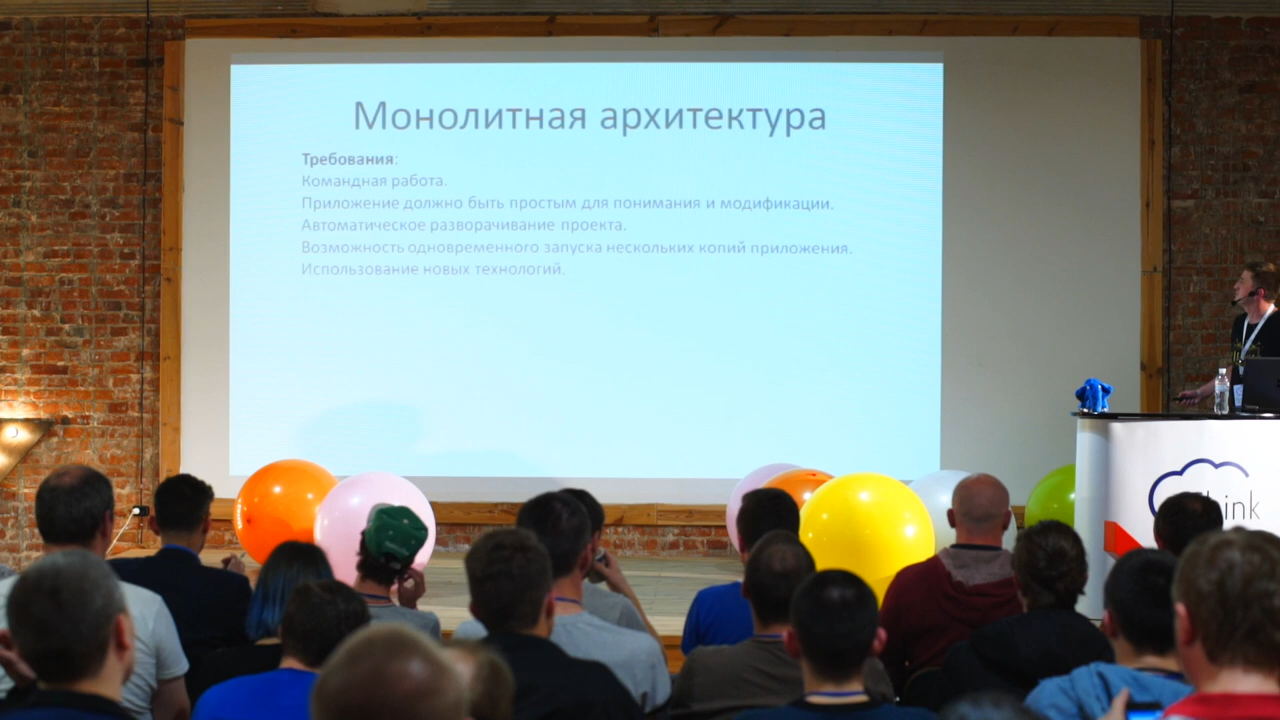 Монолитная архитектура
Требования:
Командная работа.
Приложение должно быть простым для понимания и модификации.
Автоматическое разворачивание проекта.
Возможность одновременного запуска нескольких копий приложения.
Использование новых технологий.